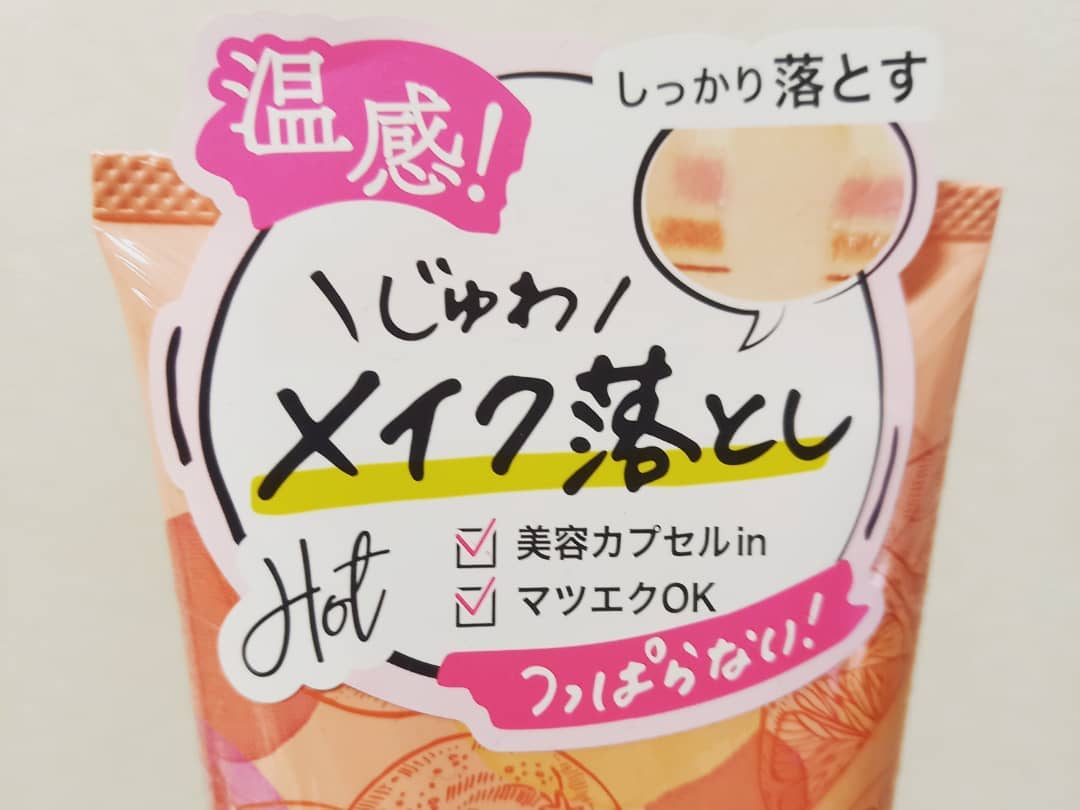 温感!
しっかり落とす
\じゅわ/
メイク落とし
Hot
美容カプセルin
マツエクOK
つっぱらない!